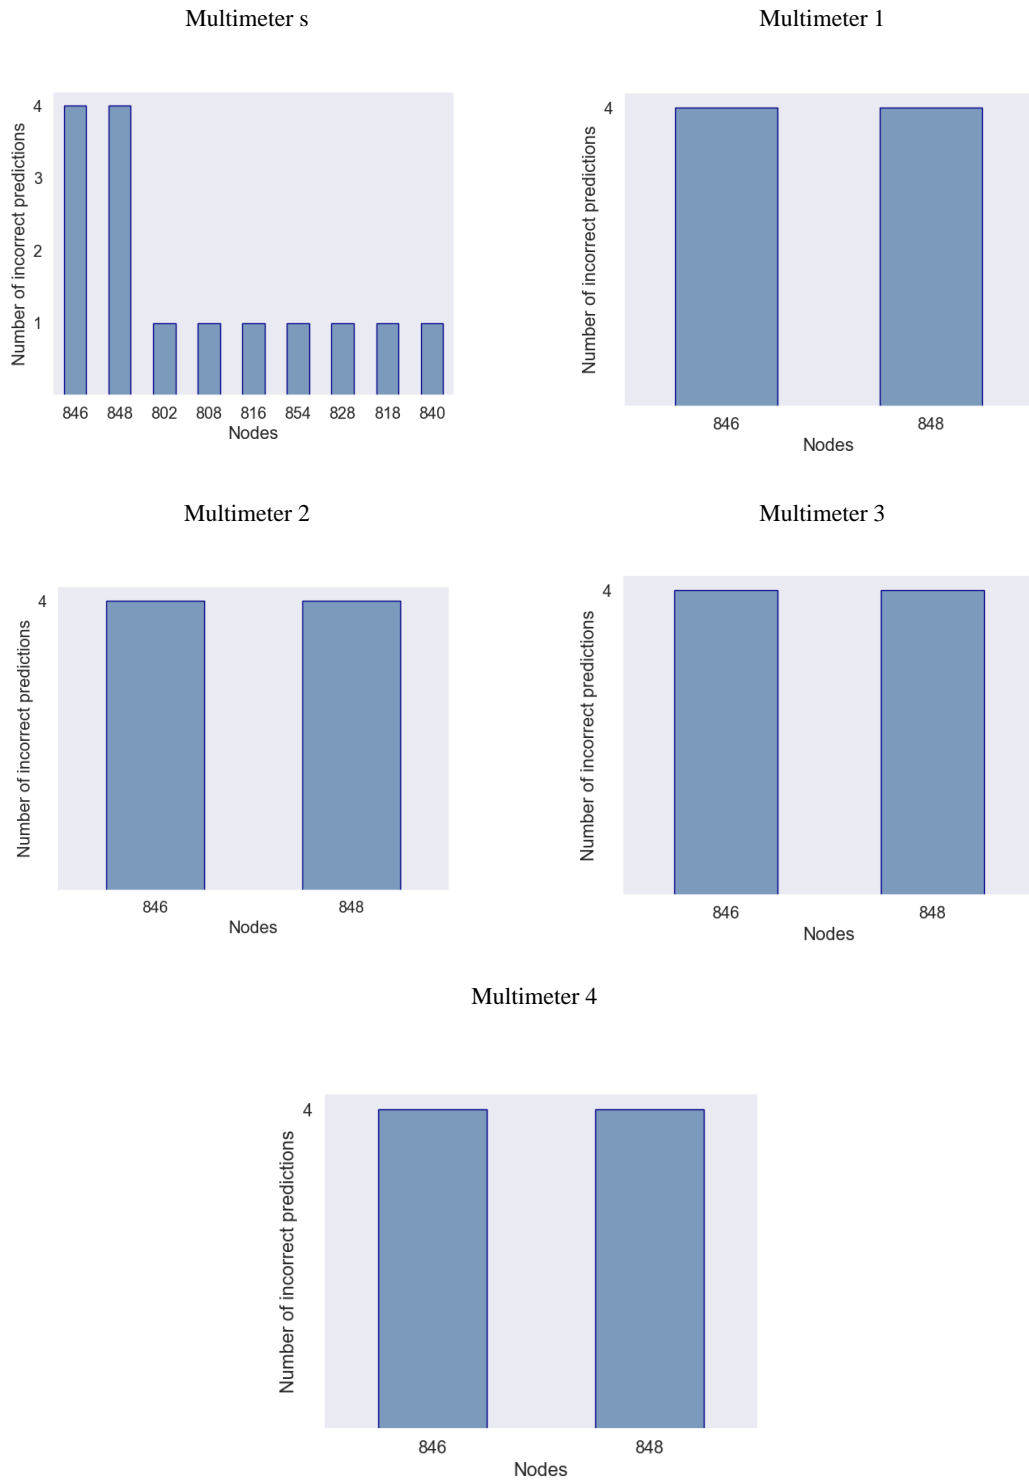 Multimeter s
Number of incorrect predictions
4
3
2
1
846 848 802 808 816 854 828 818 840
Nodes
Multimeter 1
Number of incorrect predictions
4
846 848
Nodes
Multimeter 2
Number of incorrect predictions
4
846 848
Nodes
Multimeter 3
Number of incorrect predictions
4
846 848
Nodes
Multimeter 4
Number of incorrect predictions
4
846 848
Nodes